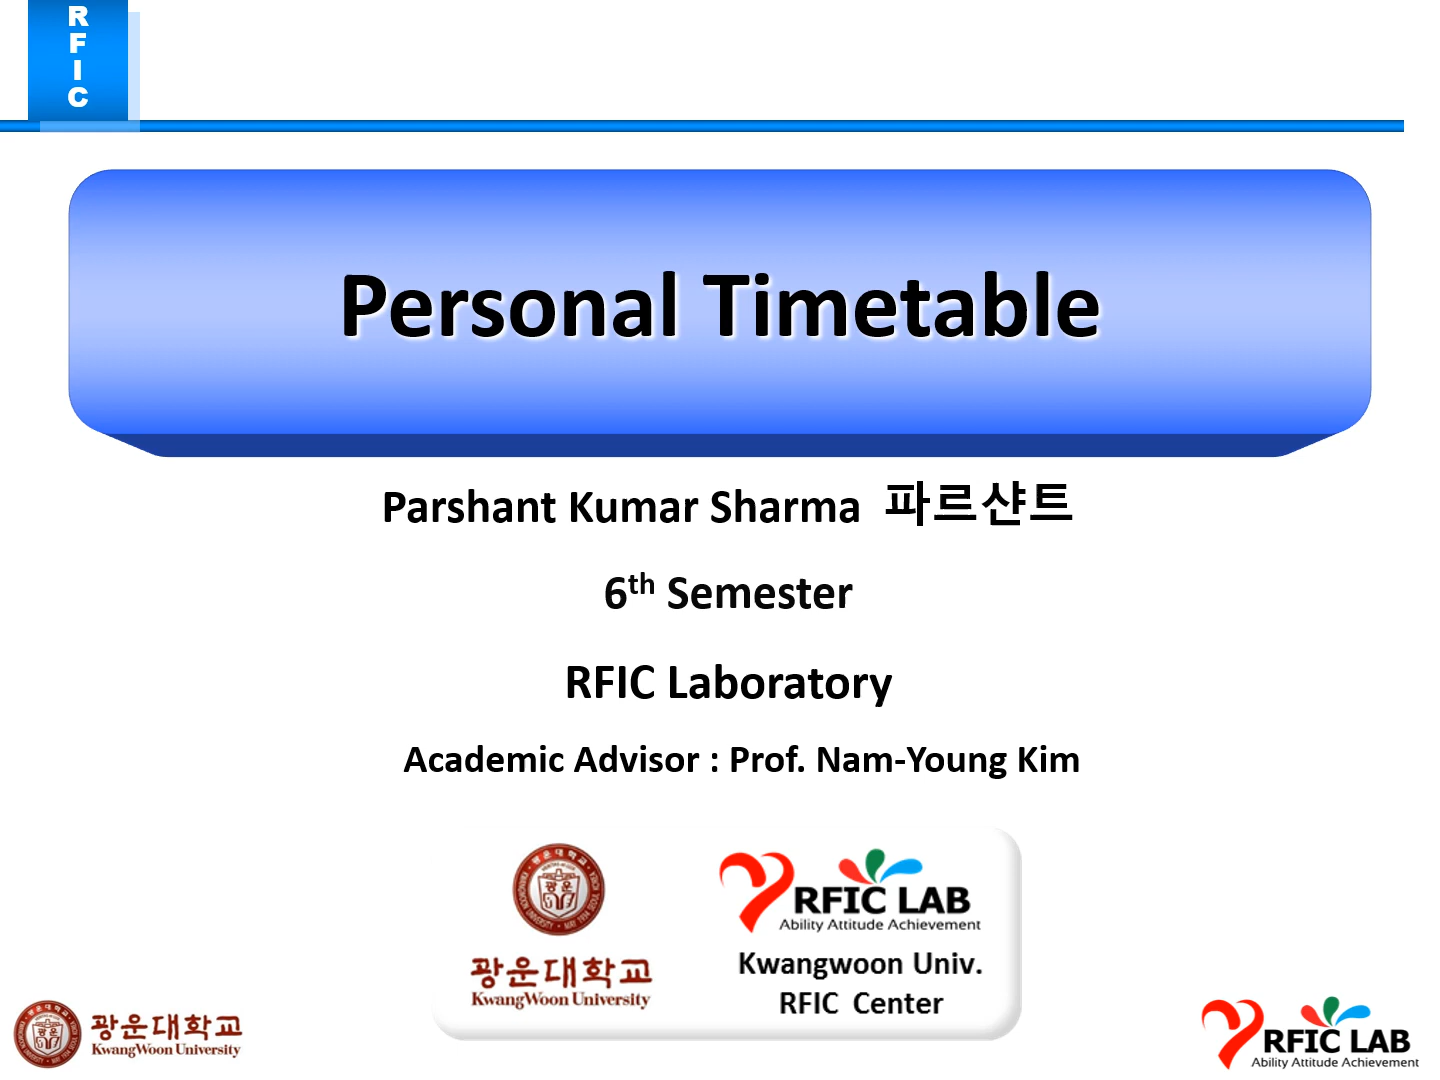 R
F
I
C
Personal Timetable
Parshant Kumar Sharma 파르샨트
6th Semester
RFIC Laboratory
Academic Advisor : Prof. Nam-Young Kim
광운대학교
KwangWoon University
RFIC LAB
Ability Attitude Achievement
Kwangwoon Univ.
RFIC Center
광운대학교
KwangWoon University
RFIC LAB
Ability Attitude Achievement